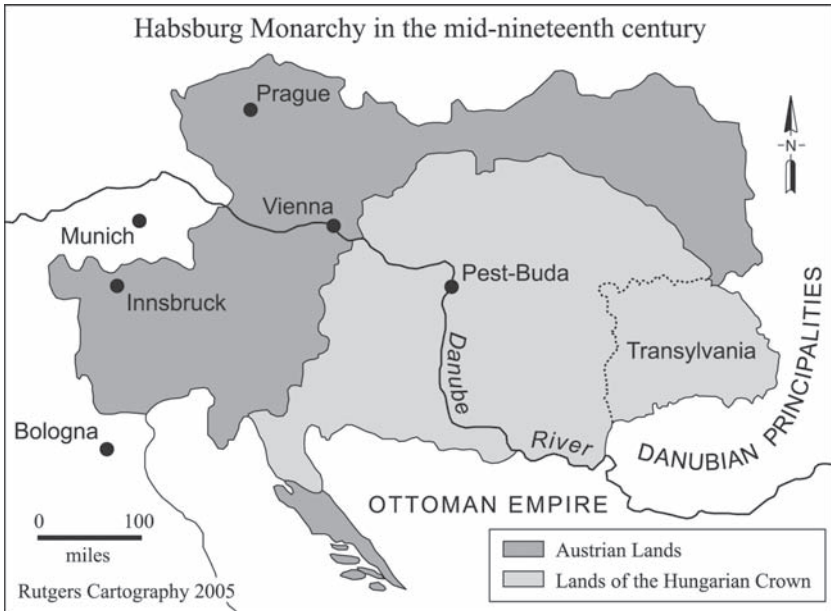 Habsburg Monarchy in the mid-nineteenth century
Prague
N
Vienna
Munich
Innsbruck
Pest-Buda
Danube
River
Transylvania
DANUBIAN PRINCIPALITIES
Bologna
OTTOMAN EMPIRE
0 100
miles
Rutgers Cartography 2005
Austrian Lands
Lands of the Hungarian Crown